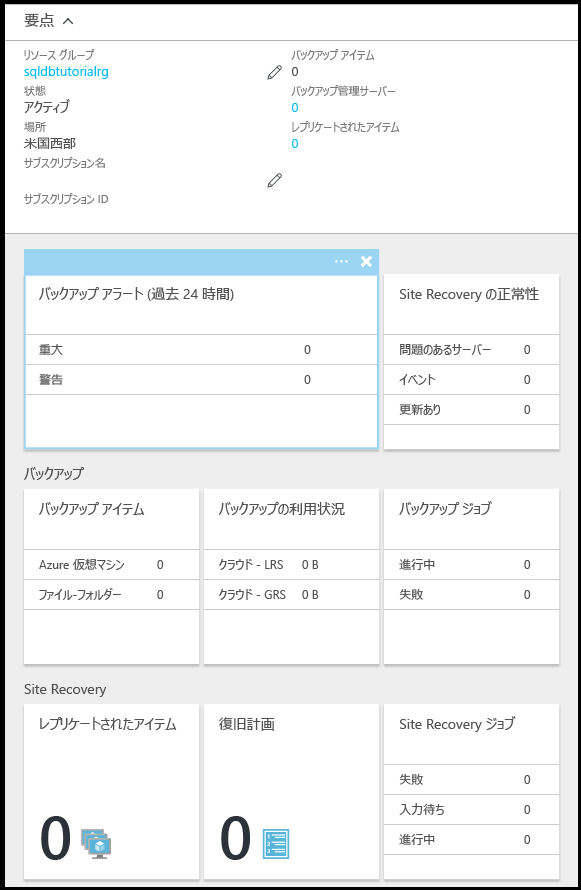 要点
リソース グループ
sqldbtutorialrg
状態
アクティブ
場所
米国西部
サブスクリプション名
サブスクリプション ID
バックアップ アイテム
0
バックアップ管理サーバー
0
レプリケートされたアイテム
0
バックアップ アラート (過去 24 時間)
重大 0
警告 0
Site Recovery の正常性
問題のあるサーバー 0
イベント 0
更新あり 0
バックアップ
バックアップ アイテム
Azure 仮想マシン 0
ファイル-フォルダー 0
バックアップの利用状況
クラウド - LRS 0 B
クラウド - GRS 0 B
バックアップ ジョブ
進行中 0
失敗 0
Site Recovery
レプリケートされたアイテム
0
復旧計画
0
Site Recovery ジョブ
失敗 0
入力待ち 0
進行中 0